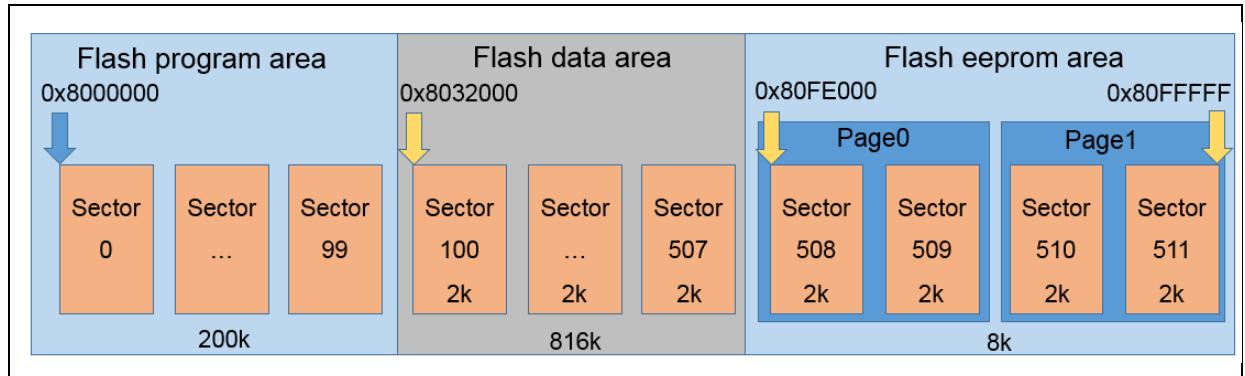 Flash program area
0x8000000
Sector
0
Sector
...
Sector
99
200k
Flash data area
0x8032000
Sector
100
2k
Sector
...
2k
Sector
507
2k
816k
Flash eeprom area
0x80FE000
0x80FFFFF
Page0
Sector
508
2k
Sector
509
2k
Page1
Sector
510
2k
Sector
511
2k
8k